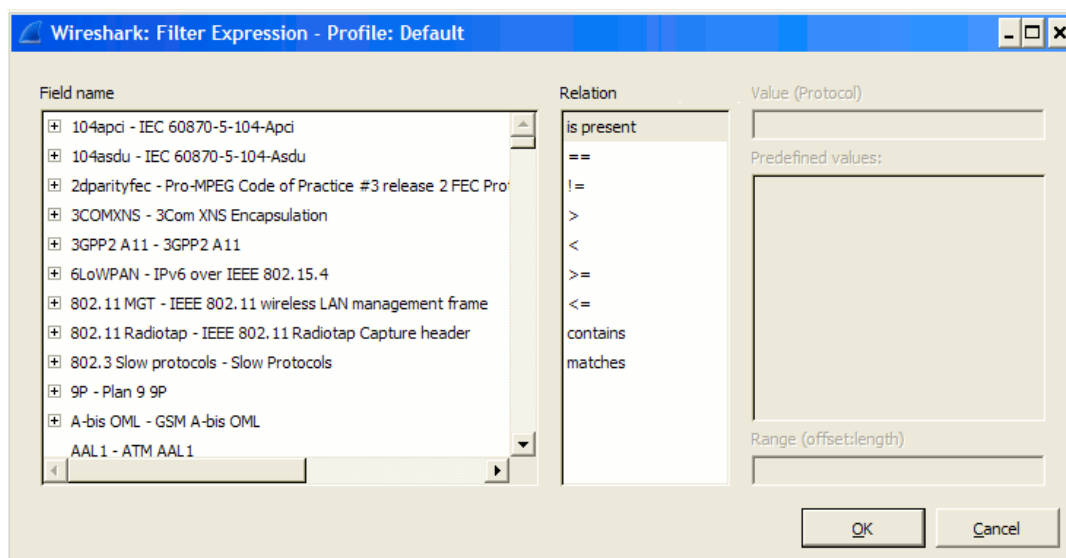 Wireshark: Filter Expression - Profile: Default
Field name
104apci - IEC 60870-5-104-Apci
104asdu - IEC 60870-5-104-Asdu
2dparityfec - Pro-MPEG Code of Practice #3 release 2 FEC Pro
3COMXNS - 3Com XNS Encapsulation
3GPP2 A11 - 3GPP2 A11
6LoWPAN - IPv6 over IEEE 802.15.4
802.11 MGT - IEEE 802.11 wireless LAN management frame
802.11 Radiotap - IEEE 802.11 Radiotap Capture header
802.3 Slow protocols - Slow Protocols
9P - Plan 9 9P
A-bis OML - GSM A-bis OML
AAL1 - ATM AAL1
Relation
is present
==
!=
>
<
>=
<=
contains
matches
Value (Protocol)
Predefined values:
Range (offset:length)
OK
Cancel